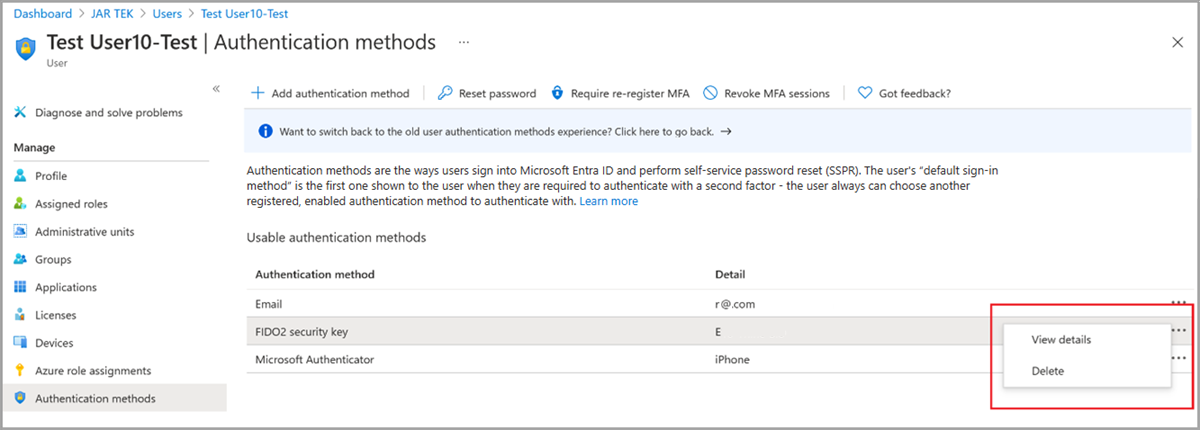 Dashboard > JAR TEK > Users > Test User10-Test
Test User10-Test | Authentication methods ...
User
Diagnose and solve problems
Manage
Profile
Assigned roles
Administrative units
Groups
Applications
Licenses
Devices
Azure role assignments
Authentication methods
Add authentication method
Reset password
Require re-register MFA
Revoke MFA sessions
Got feedback?
Want to switch back to the old user authentication methods experience? Click here to go back. →
Authentication methods are the ways users sign into Microsoft Entra ID and perform self-service password reset (SSPR). The user's “default sign-in
method” is the first one shown to the user when they are required to authenticate with a second factor - the user always can choose another
registered, enabled authentication method to authenticate with. Learn more
Usable authentication methods
Authentication method Detail
Email r@.com
FIDO2 security key E
Microsoft Authenticator iPhone
View details
Delete